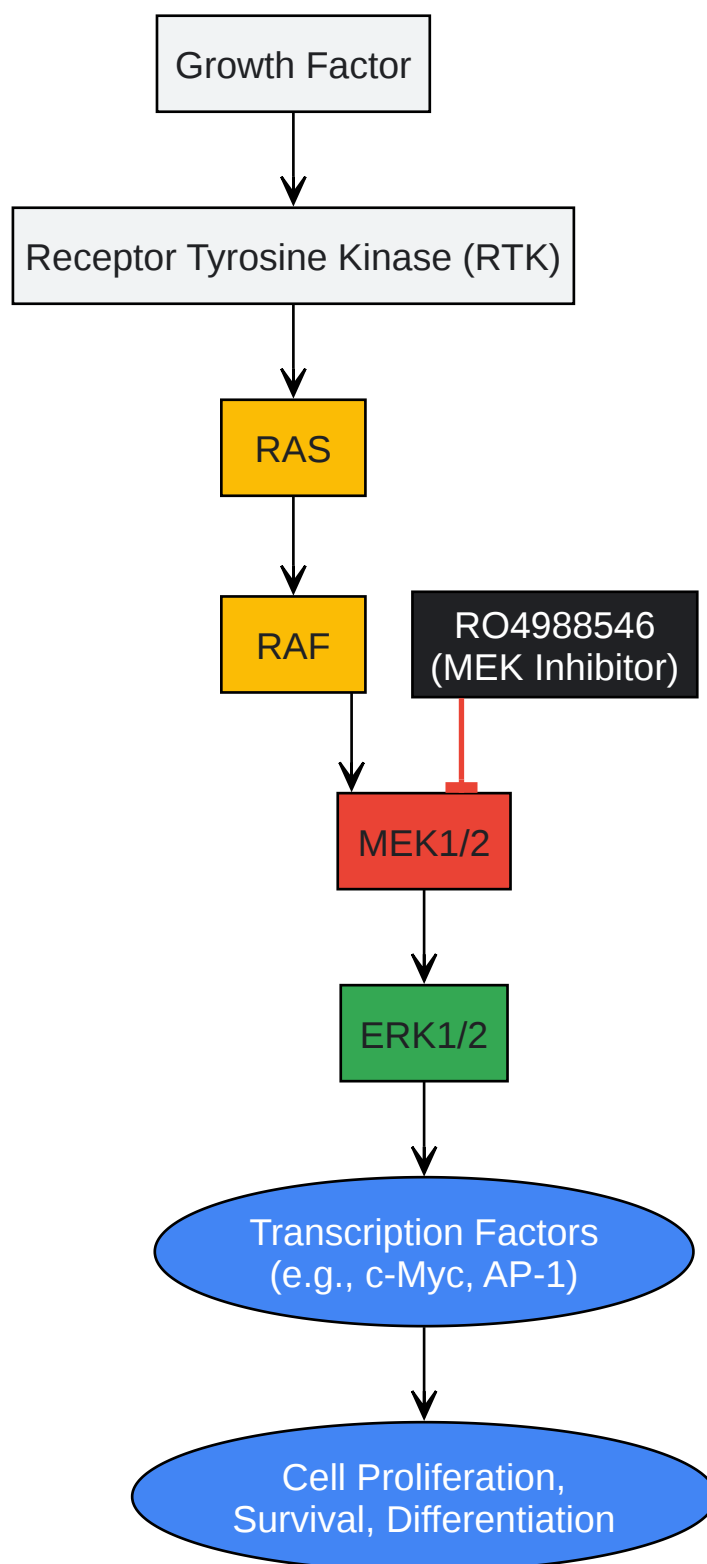 Growth Factor
Receptor Tyrosine Kinase (RTK)
RAS
RAF
RO4988546
(MEK Inhibitor)
MEK1/2
ERK1/2
Transcription Factors
(e.g., c-Myc, AP-1)
Cell Proliferation,
Survival, Differentiation